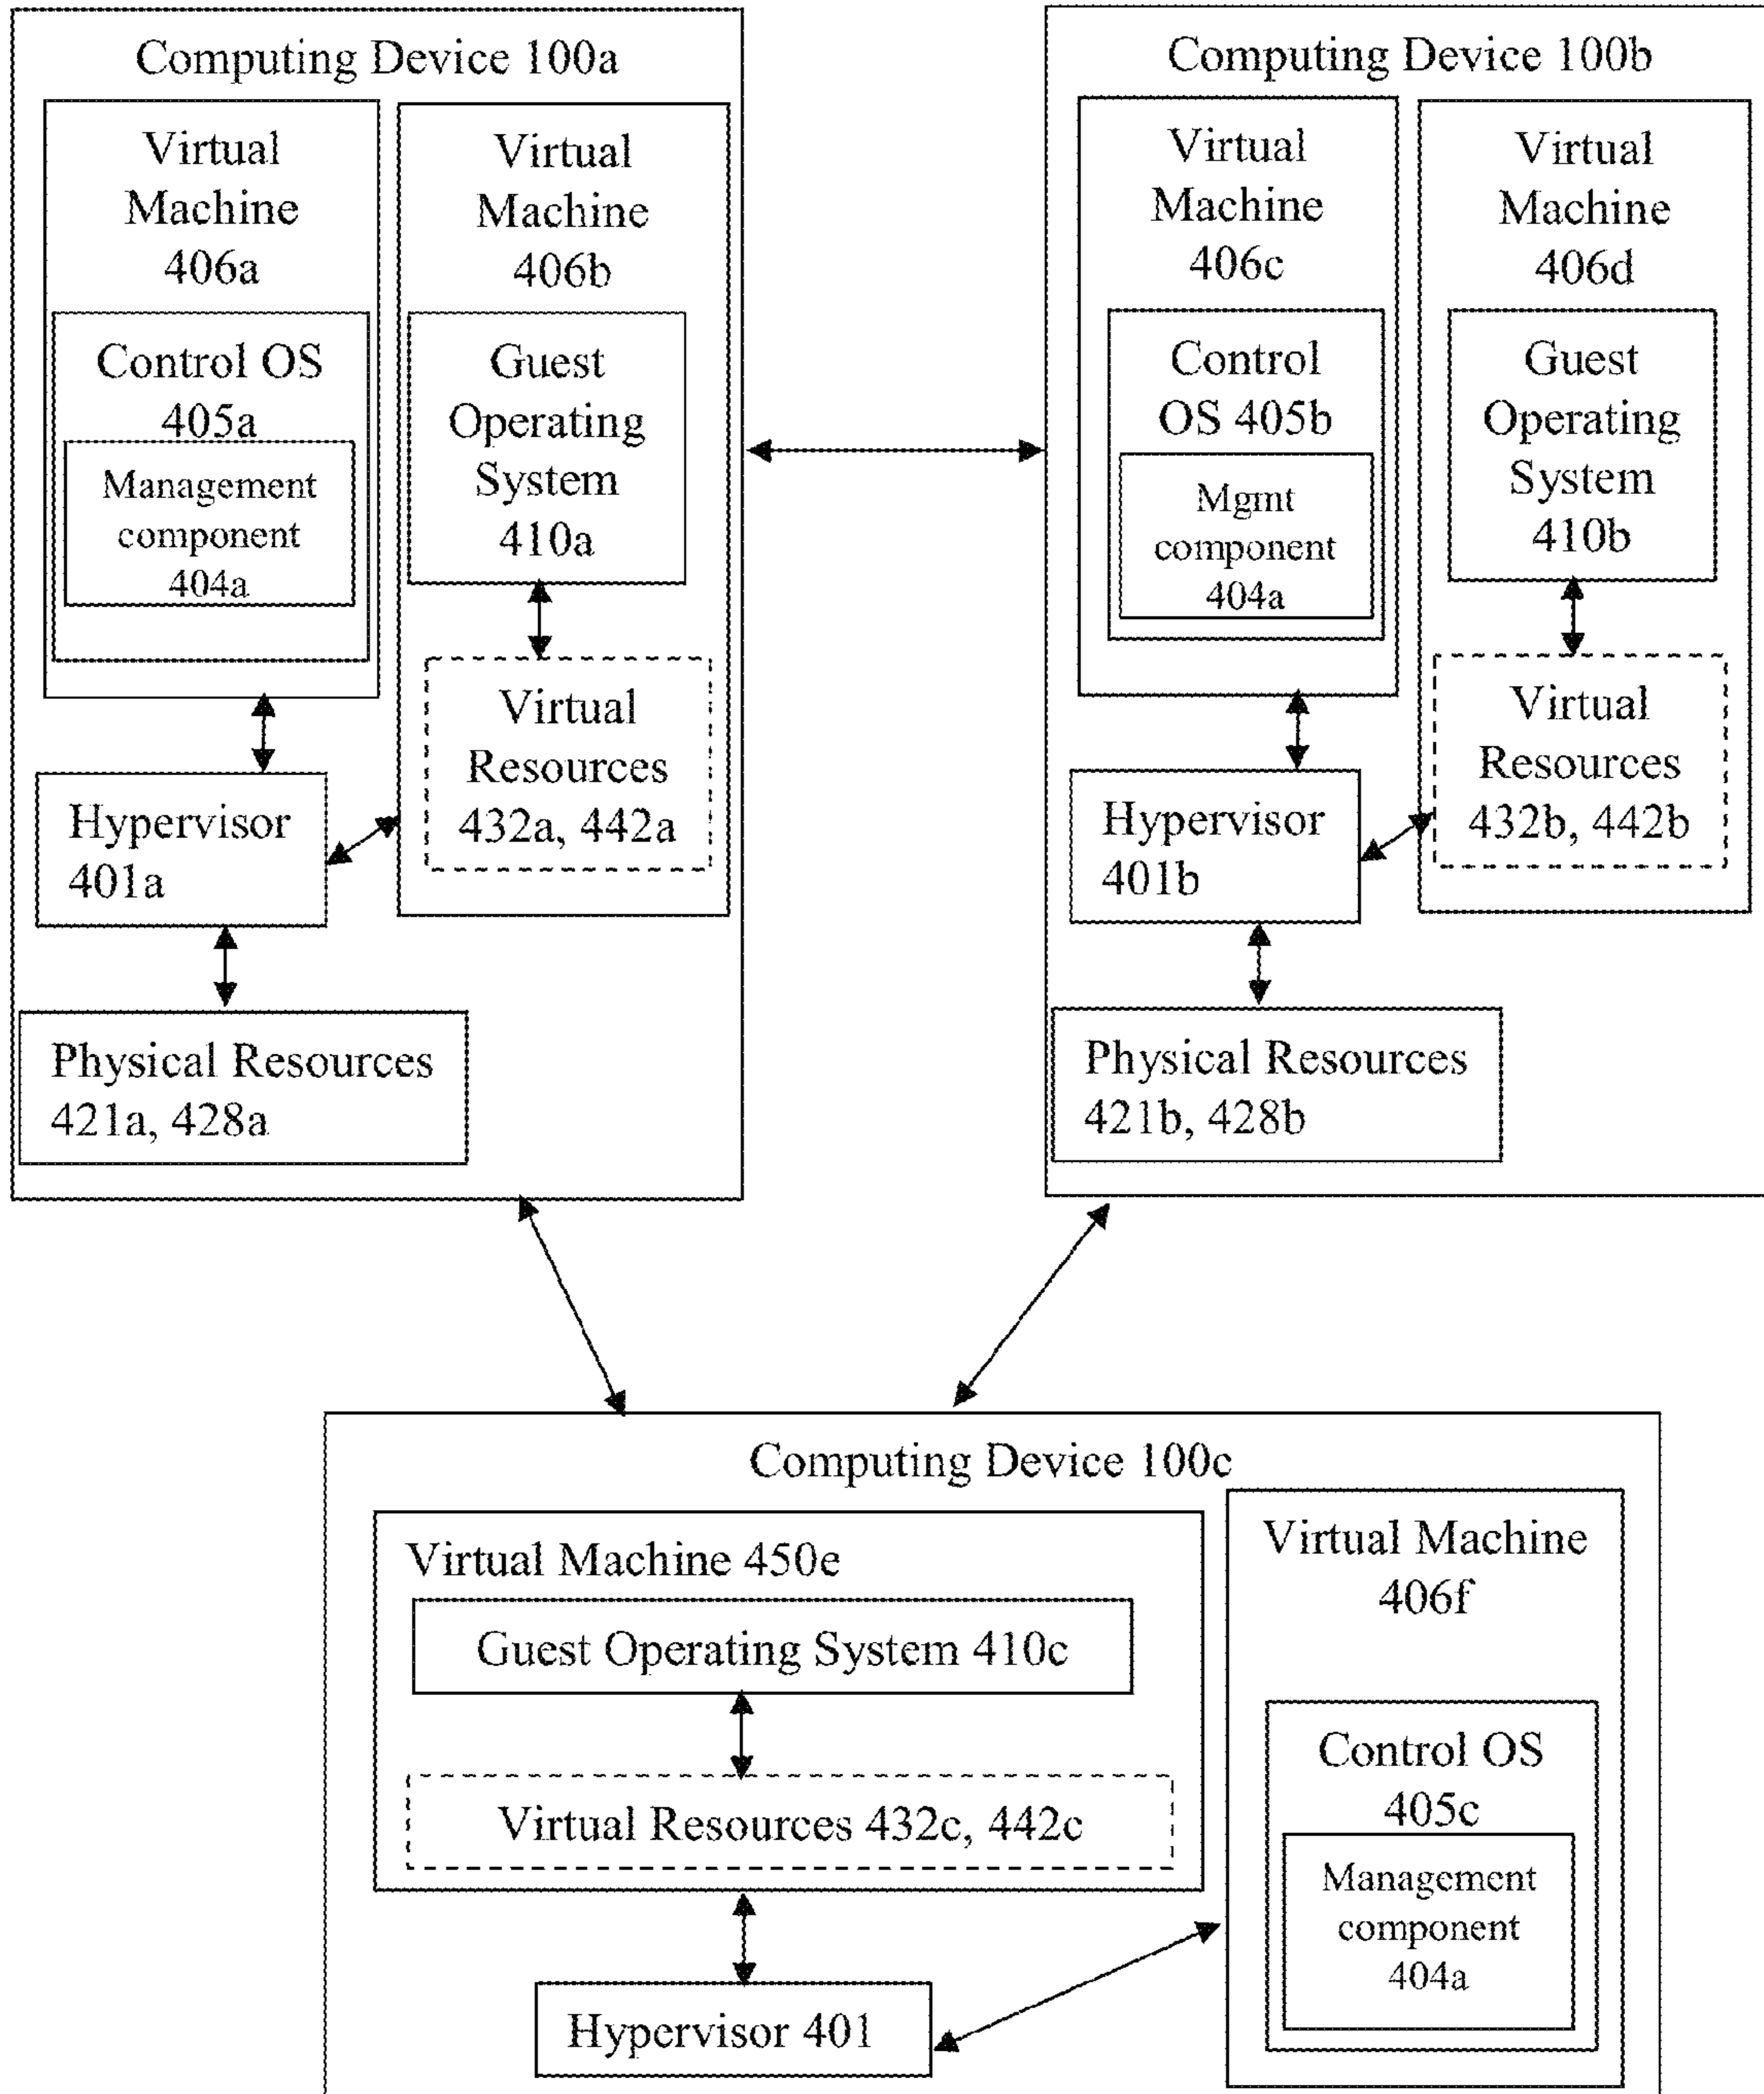 Computing Device 100a
Virtual
Machine
406a
Control OS
405a
Management
component
404a
Virtual
Machine
406b
Guest
Operating
System
410a
Virtual
Resources
432a, 442a
Hypervisor
401a
Physical Resources
421a, 428a
Computing Device 100b
Virtual
Machine
406c
Control
OS 405b
Mgmt
component
404a
Virtual
Machine
406d
Guest
Operating
System
410b
Virtual
Resources
432b, 442b
Hypervisor
401b
Physical Resources
421b, 428b
Computing Device 100c
Virtual Machine 450e
Guest Operating System 410c
Virtual Resources 432c, 442c
Hypervisor 401
Virtual Machine
406f
Control OS
405c
Management
component
404a